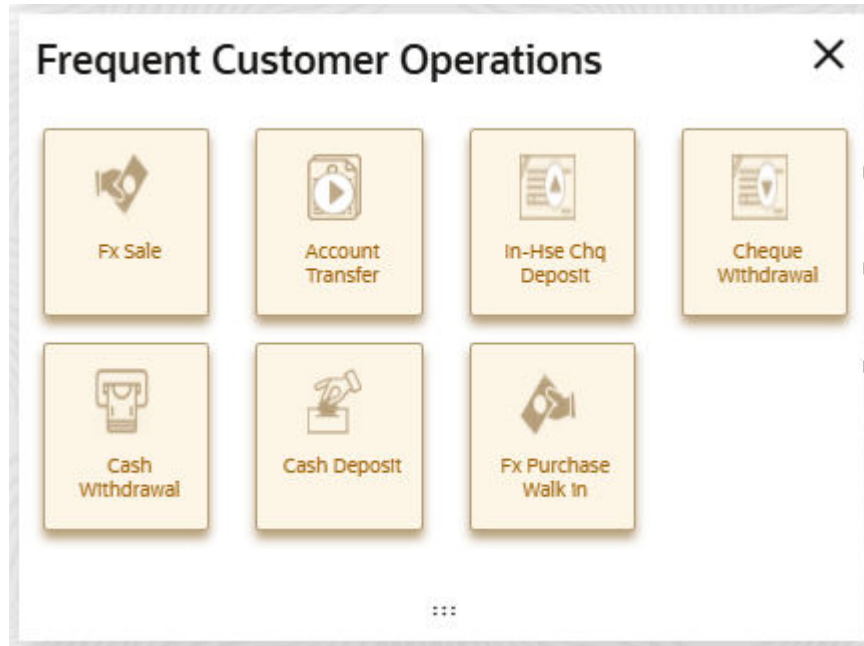 Frequent Customer Operations
Fx Sale
Account
Transfer
In-Hse Chq
Deposit
Cheque
Withdrawal
Cash
Withdrawal
Cash Deposit
Fx Purchase
Walk In